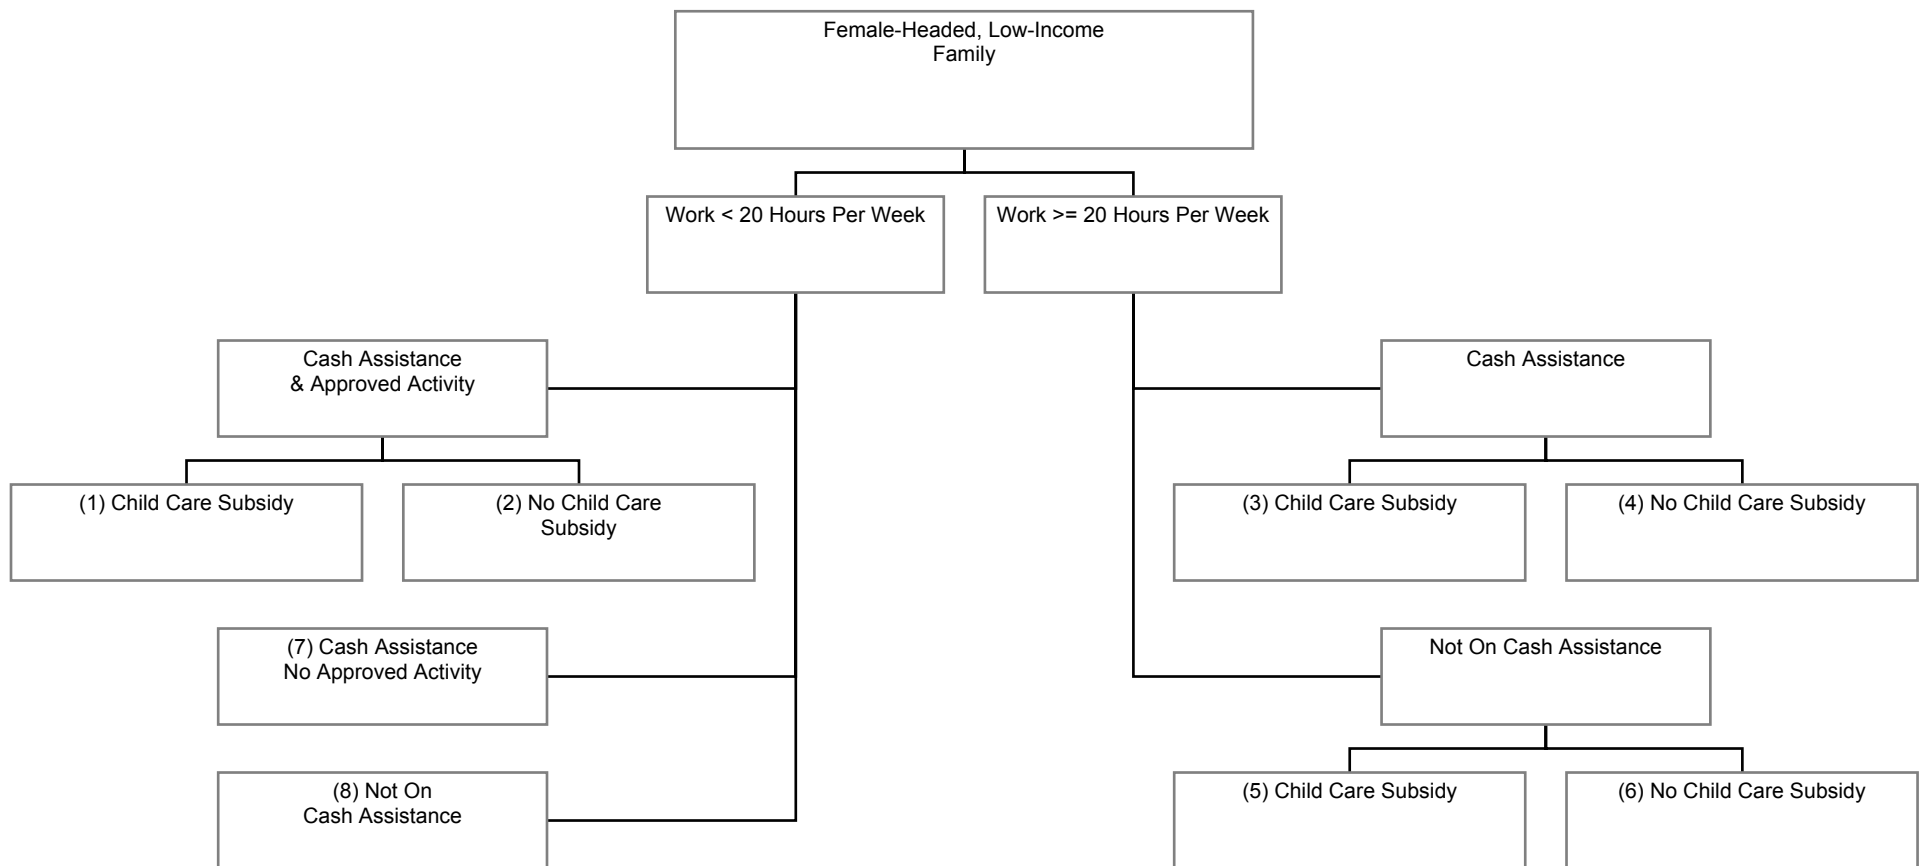 Female-Headed, Low-Income
Family
Work < 20 Hours Per Week
Work >= 20 Hours Per Week
Cash Assistance
& Approved Activity
Cash Assistance
(1) Child Care Subsidy
(2) No Child Care
Subsidy
(3) Child Care Subsidy
(4) No Child Care Subsidy
(7) Cash Assistance
No Approved Activity
Not On Cash Assistance
(8) Not On
Cash Assistance
(5) Child Care Subsidy
(6) No Child Care Subsidy